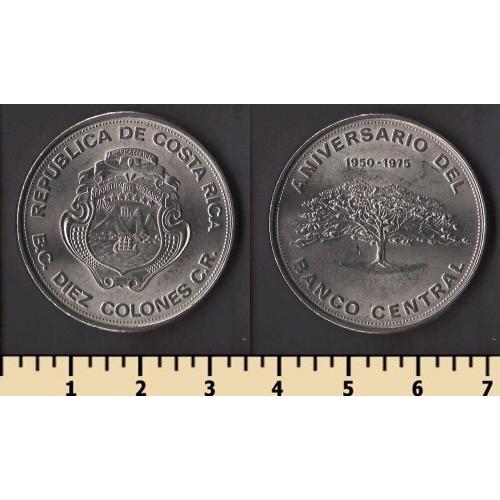 REPUBLICA DE COSTA RICA
B.C. DIEZ COLONES C.R.
ANIVERSARIO DEL
1950-1975
BANCO CENTRAL
1 2 3 4 5 6 7